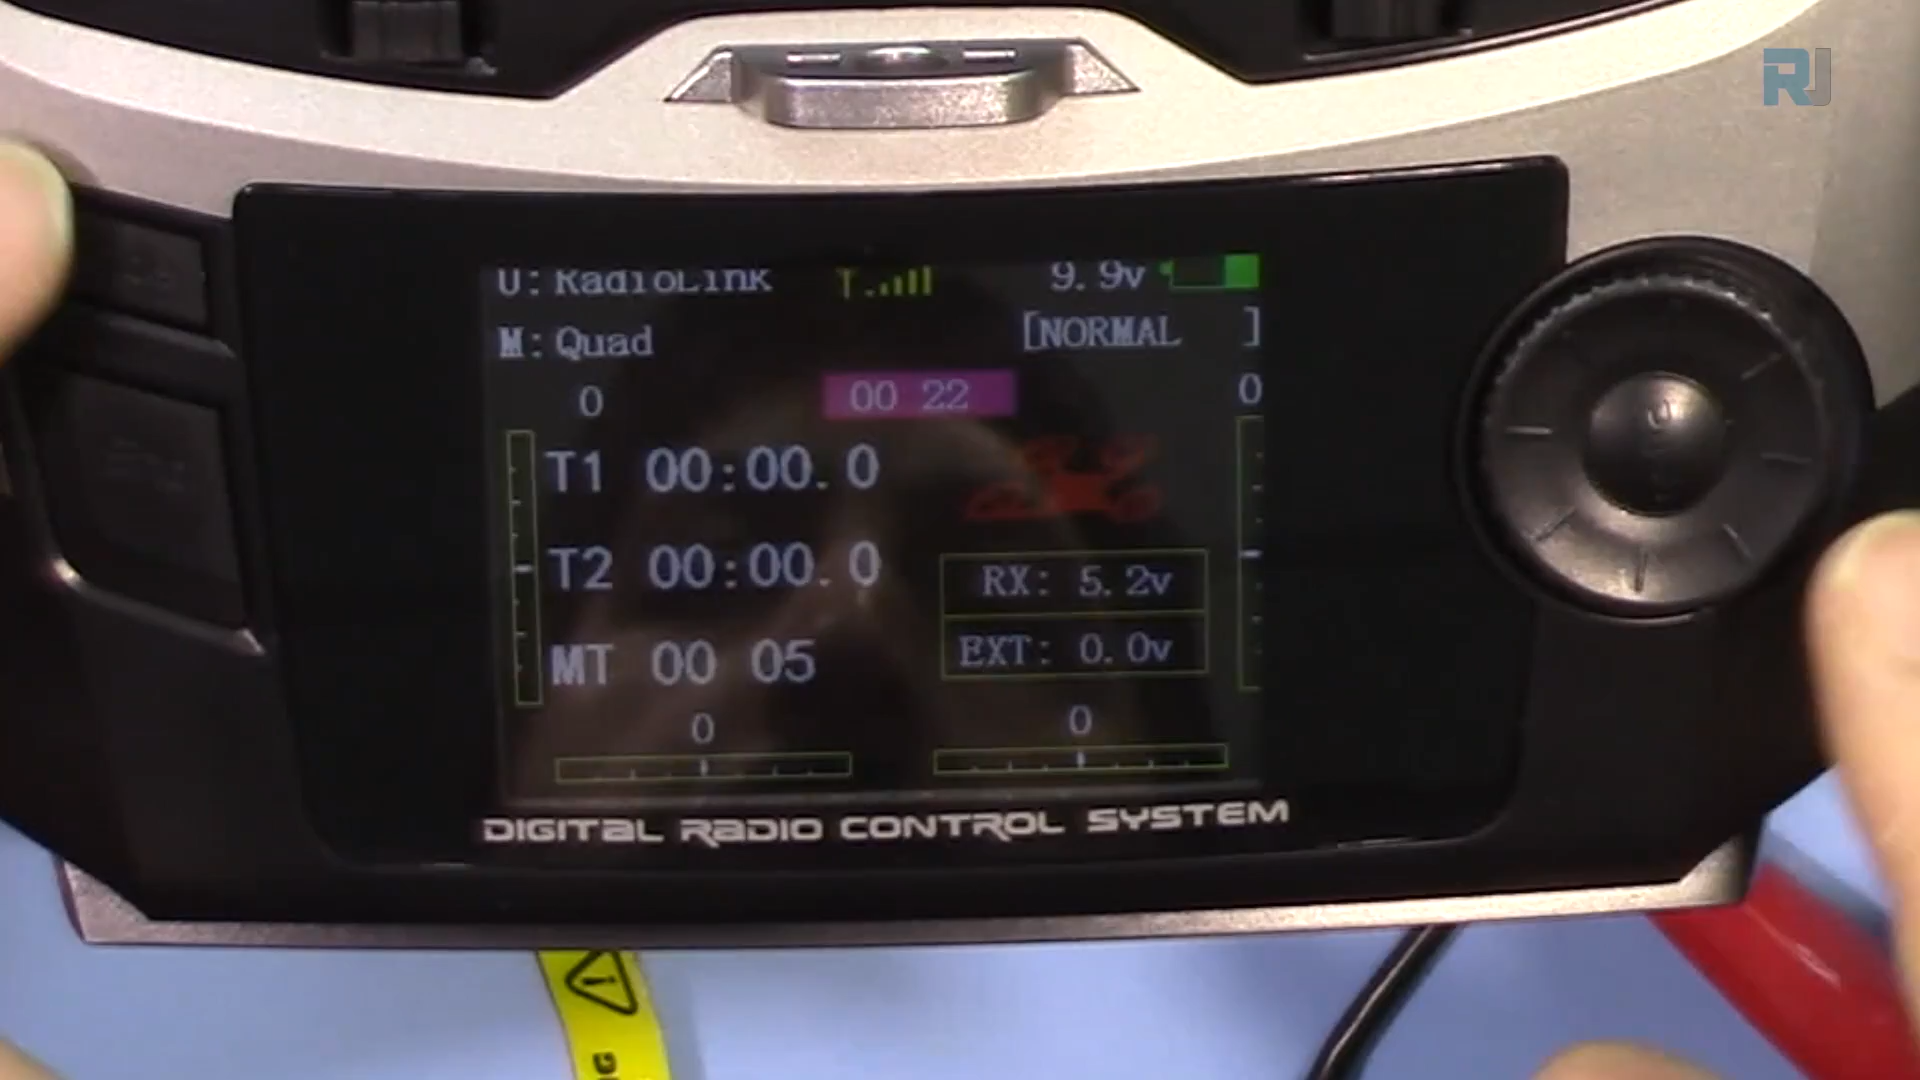 RJ
U: RadioLink T 9.9v
M: Quad [NORMAL ]
0 00 22 0
T1 00:00.0
T2 00:00.0
RX: 5.2v
EXT: 0.0v
MT 00 05
0 0
DIGITAL RADIO CONTROL SYSTEM